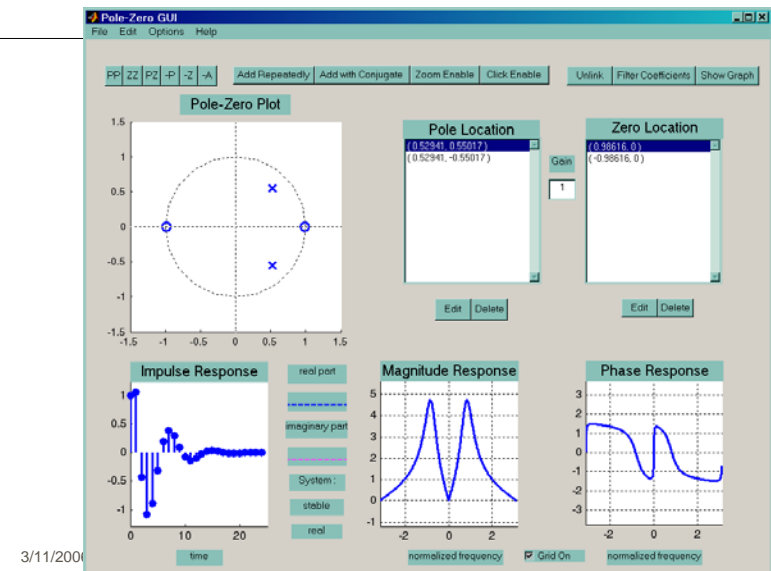 Pole-Zero GUI
File Edit Options Help
PP ZZ PZ -P -Z -A Add Repeatedly Add with Conjugate Zoom Enable Click Enable Unlink Filter Coefficients Show Graph
Pole-Zero Plot
1.5
1
0.5
0
-0.5
-1
-1.5
-1.5 -1 -0.5 0 0.5 1 1.5
Pole Location
( 0.52941, 0.55017 )
( 0.52941, -0.55017 )
Edit Delete
Gain
1
Zero Location
( 0.98616, 0 )
( -0.98616, 0 )
Edit Delete
Impulse Response
1
0.5
0
-0.5
-1
0 10 20
time
real part
imaginary part
System :
stable
real
Magnitude Response
5
4
3
2
1
0
-1
-2 0 2
normalized frequency
Grid On
Phase Response
3
2
1
0
-1
-2
-3
-2 0 2
normalized frequency